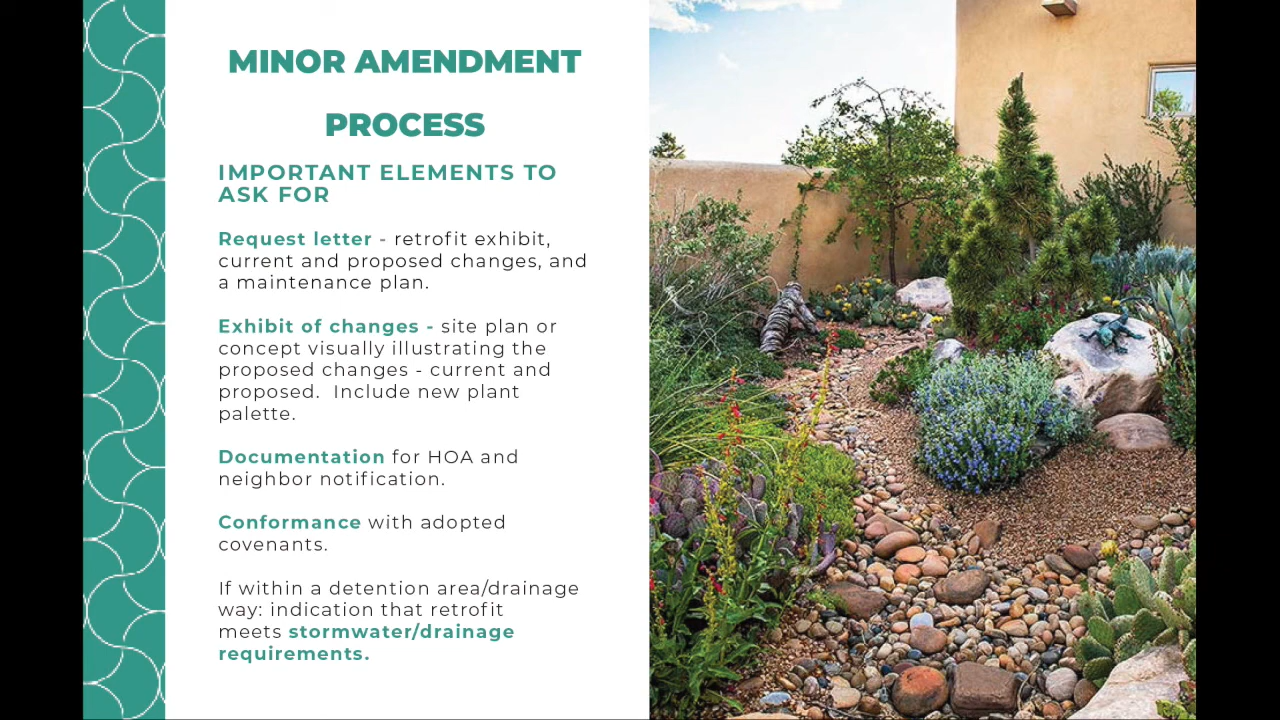 MINOR AMENDMENT
PROCESS
IMPORTANT ELEMENTS TO
ASK FOR
Request letter - retrofit exhibit,
current and proposed changes, and
a maintenance plan.
Exhibit of changes - site plan or
concept visually illustrating the
proposed changes - current and
proposed.  Include new plant
palette.
Documentation for HOA and
neighbor notification.
Conformance with adopted
covenants.
If within a detention area/drainage
way: indication that retrofit
meets stormwater/drainage
requirements.